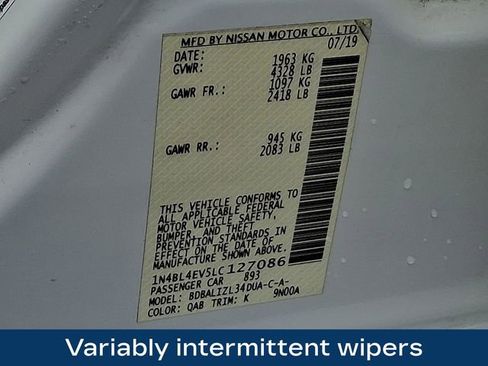 MFD BY NISSAN MOTOR CO., LTD.
07/19
DATE:
GVWR: 1963 KG
4328 LB
GAWR FR.: 1097 KG
2418 LB
GAWR RR.: 945 KG
2083 LB
THIS VEHICLE CONFORMS TO
ALL APPLICABLE FEDERAL
MOTOR VEHICLE SAFETY,
BUMPER, AND THEFT
PREVENTION STANDARDS IN
EFFECT ON THE DATE OF
MANUFACTURE SHOWN ABOVE.
1N4BL4EV5LC127086
PASSENGER CAR 893
MODEL: BDBALIZL34DUA-C-A-
COLOR: QAB TRIM: K 9N00A
Variably intermittent wipers